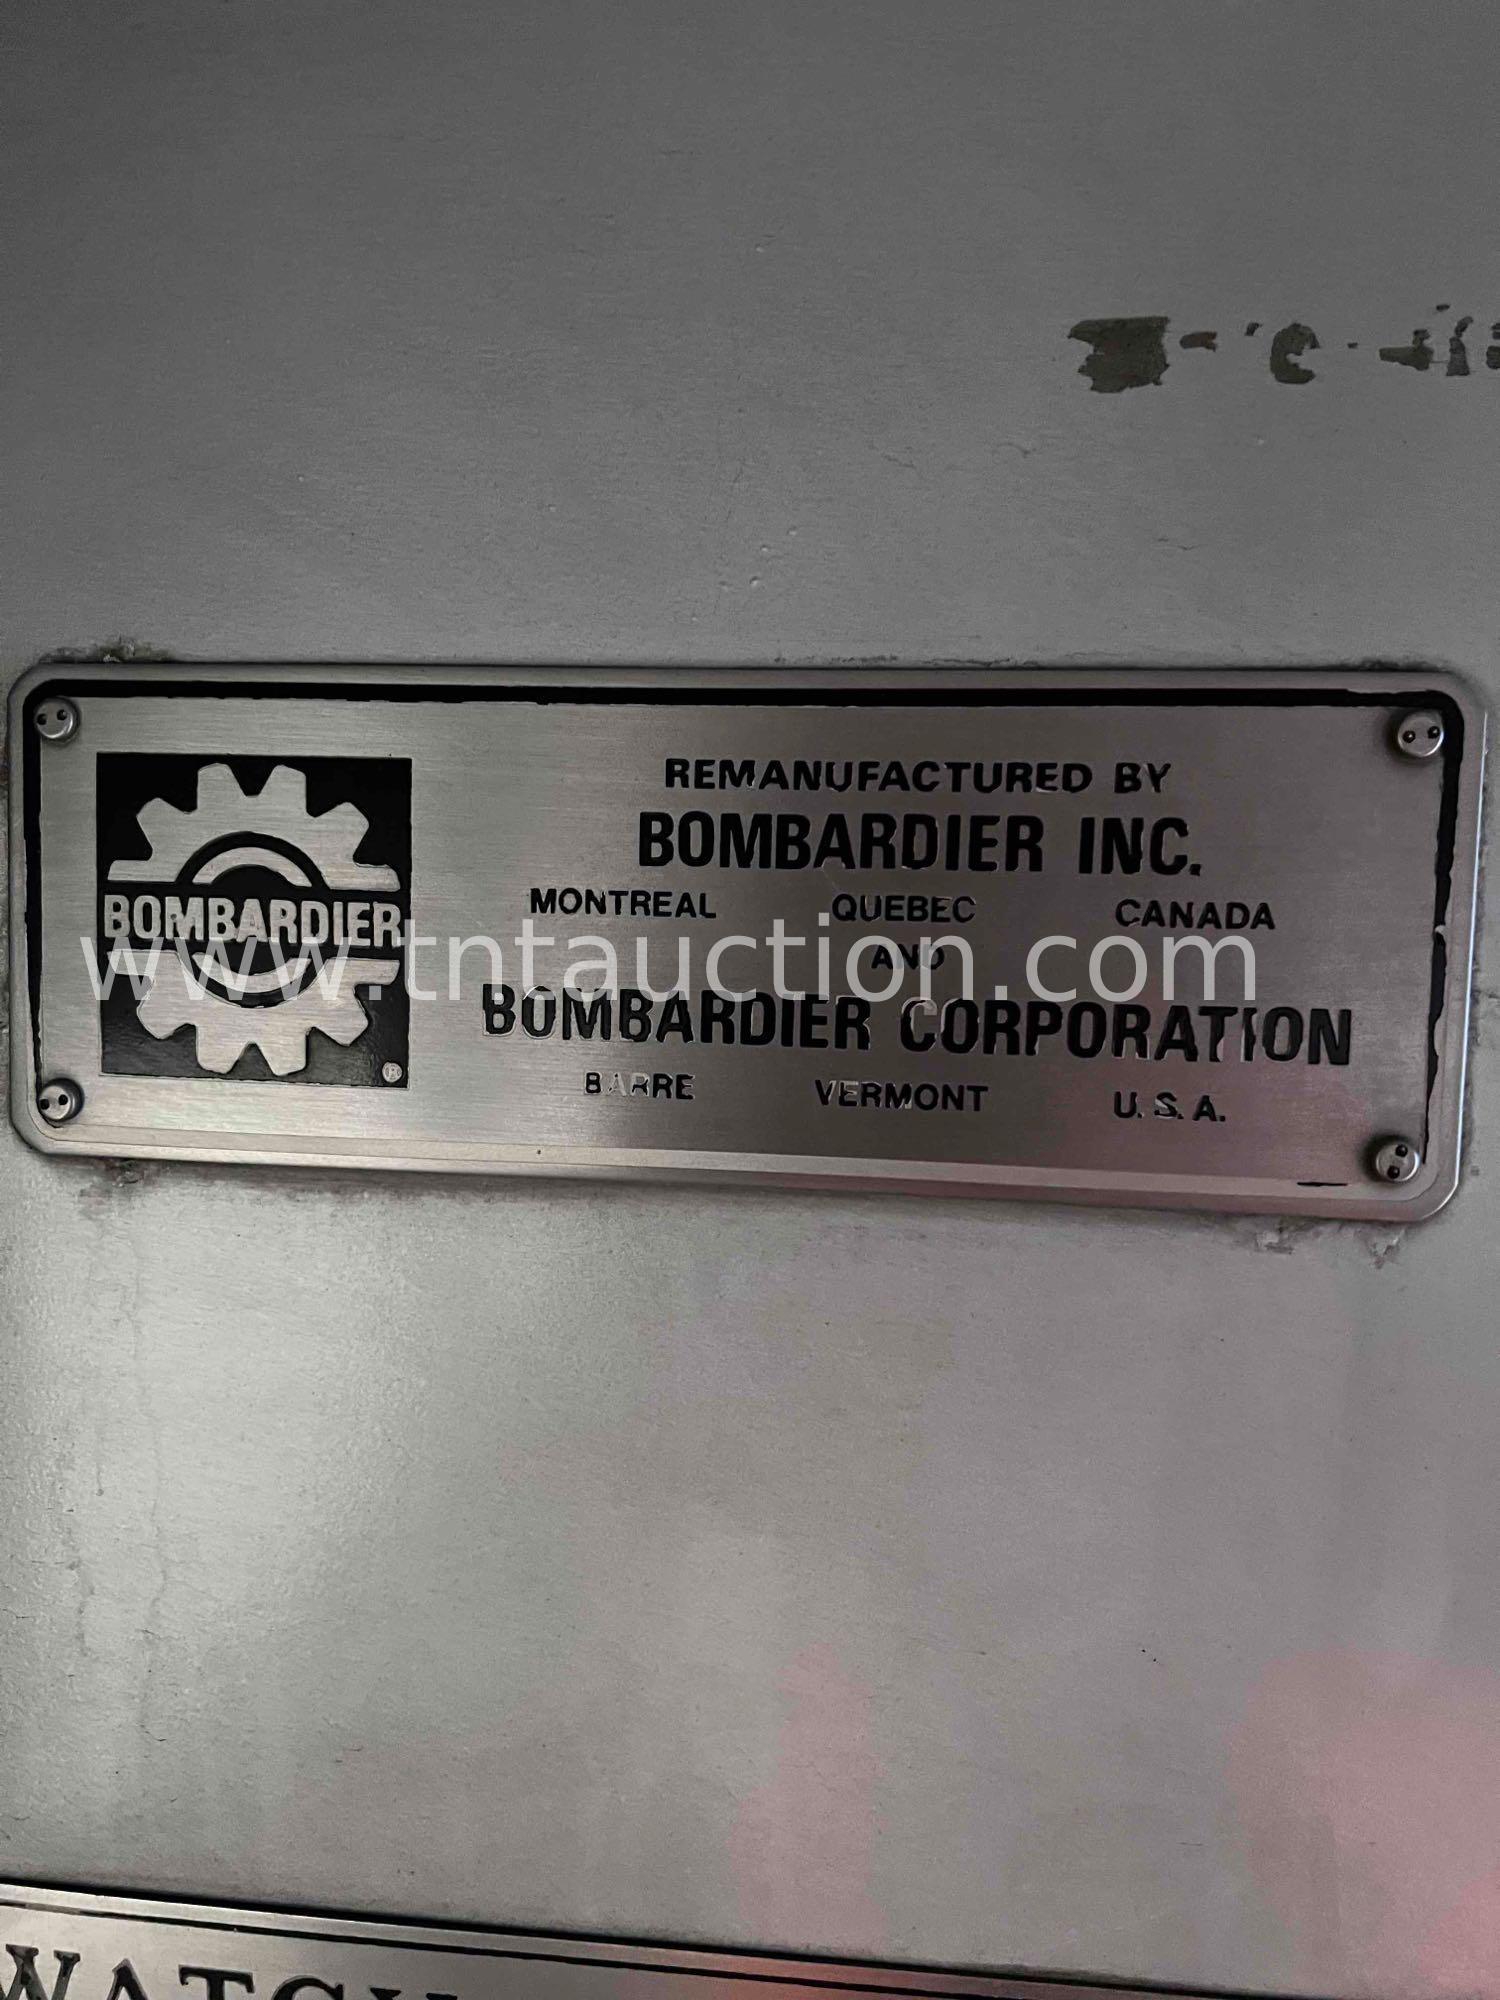 BOMBARDIER
®
REMANUFACTURED BY
BOMBARDIER INC.
MONTREAL QUEBEC CANADA
AND
BOMBARDIER CORPORATION
BARRE VERMONT U.S.A.
www.tntauction.com